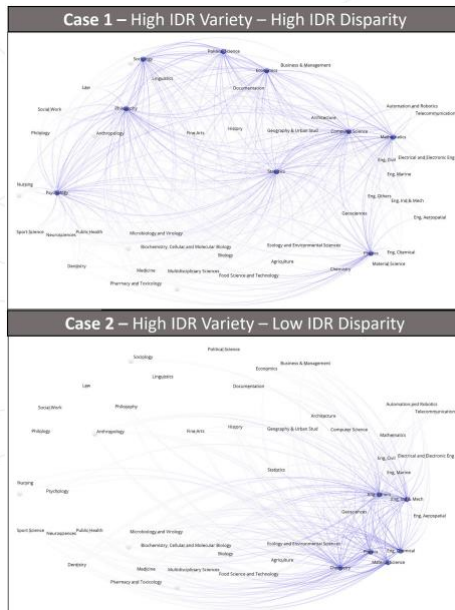 Case 1 – High IDR Variety – High Disparity
Political Science
Sociology
Economics
Business & Management
Linguistics
Law
Documentation
Automation and Robotics
Social Work
Philosophy
Architecture
Telecommunication
Philology
Anthropology
Fine Arts
History
Geography & Urban Stud
Computer Science
Mathematics
Eng, Civil
Electrical and Electronic Eng
Statistics
Eng, Marine
Nursing
Psychology
Eng, Others
Eng, Ind & Mech
Geosciences
Eng, Aerospatial
Sport Science
Neurosciences
Public Health
Microbiology and Virology
Biochemistry, Cellular and Molecular Biology
Ecology and Environmental Sciences
Physics
Eng, Chemical
Biology
Agriculture
Material Science
Dentistry
Medicine
Multidisciplinary Sciences
Chemistry
Food Science and Technology
Pharmacy and Toxicology
Case 2 – High IDR Variety – Low IDR Disparity
Political Science
Sociology
Economics
Business & Management
Linguistics
Law
Documentation
Automation and Robotics
Social Work
Philosophy
Architecture
Telecommunication
Philology
Anthropology
Fine Arts
History
Geography & Urban Stud
Computer Science
Mathematics
Eng, Civil
Electrical and Electronic Eng
Statistics
Eng, Marine
Nursing
Psychology
Eng, Others
Eng, Ind & Mech
Geosciences
Eng, Aerospatial
Sport Science
Neurosciences
Public Health
Microbiology and Virology
Biochemistry, Cellular and Molecular Biology
Ecology and Environmental Sciences
Physics
Eng, Chemical
Biology
Agriculture
Material Science
Dentistry
Medicine
Multidisciplinary Sciences
Chemistry
Food Science and Technology
Pharmacy and Toxicology